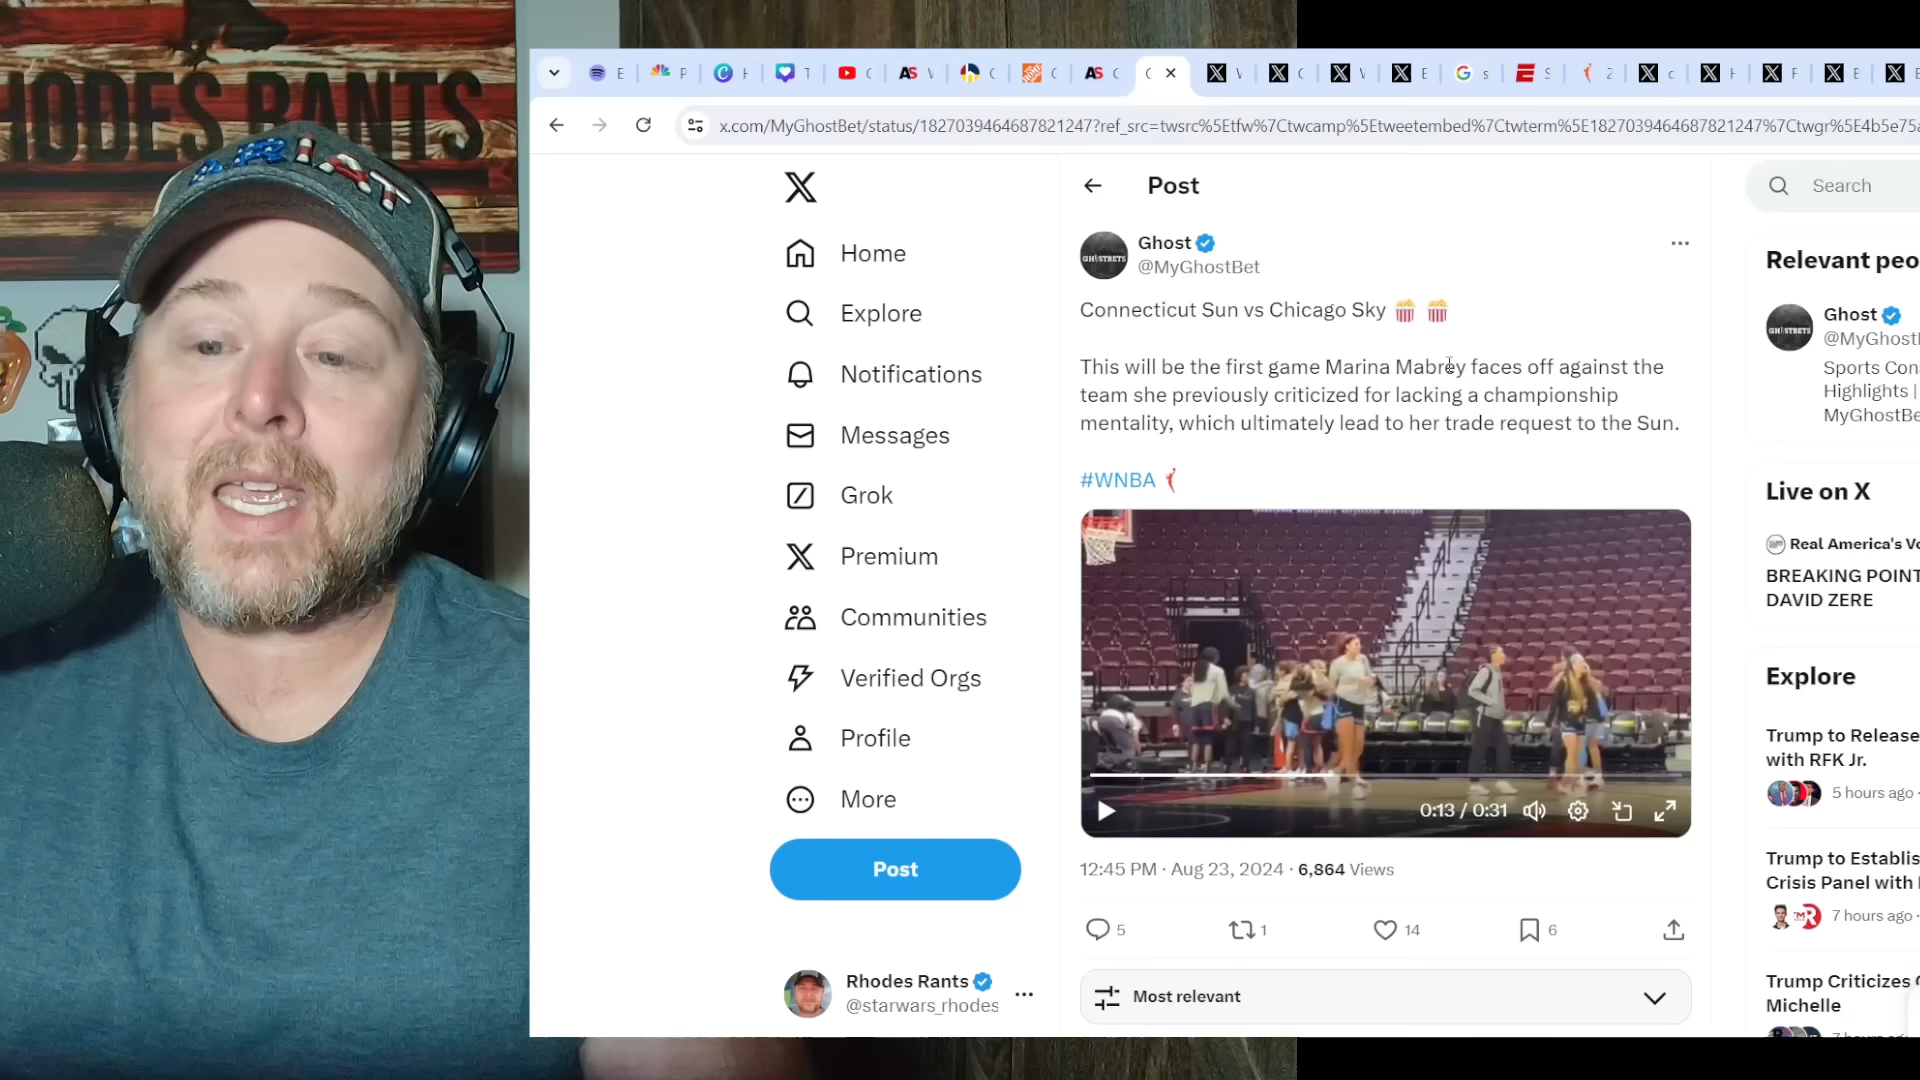 RHODES RANTS
ARIAT
x.com/MyGhostBet/status/1827039464687821247?ref_src=twsrc%5Etfw%7Ctwcamp%5Etweetembed%7Ctwterm%5E1827039464687821247%7Ctwgr%5E4b5e75a
Post
Search
Ghost
@MyGhostBet
Connecticut Sun vs Chicago Sky
This will be the first game Marina Mabrey faces off against the
team she previously criticized for lacking a championship
mentality, which ultimately lead to her trade request to the Sun.
#WNBA
0:13 / 0:31
12:45 PM · Aug 23, 2024 · 6,864 Views
5
1
14
6
Most relevant
Home
Explore
Notifications
Messages
Grok
Premium
Communities
Verified Orgs
Profile
More
Post
Rhodes Rants
@starwars_rhodes
Relevant peo
Ghost
@MyGhostB
Sports Con
Highlights |
MyGhostBe
Live on X
Real America's Vo
BREAKING POINT
DAVID ZERE
Explore
Trump to Release
with RFK Jr.
5 hours ago ·
Trump to Establis
Crisis Panel with
7 hours ago ·
Trump Criticizes
Michelle